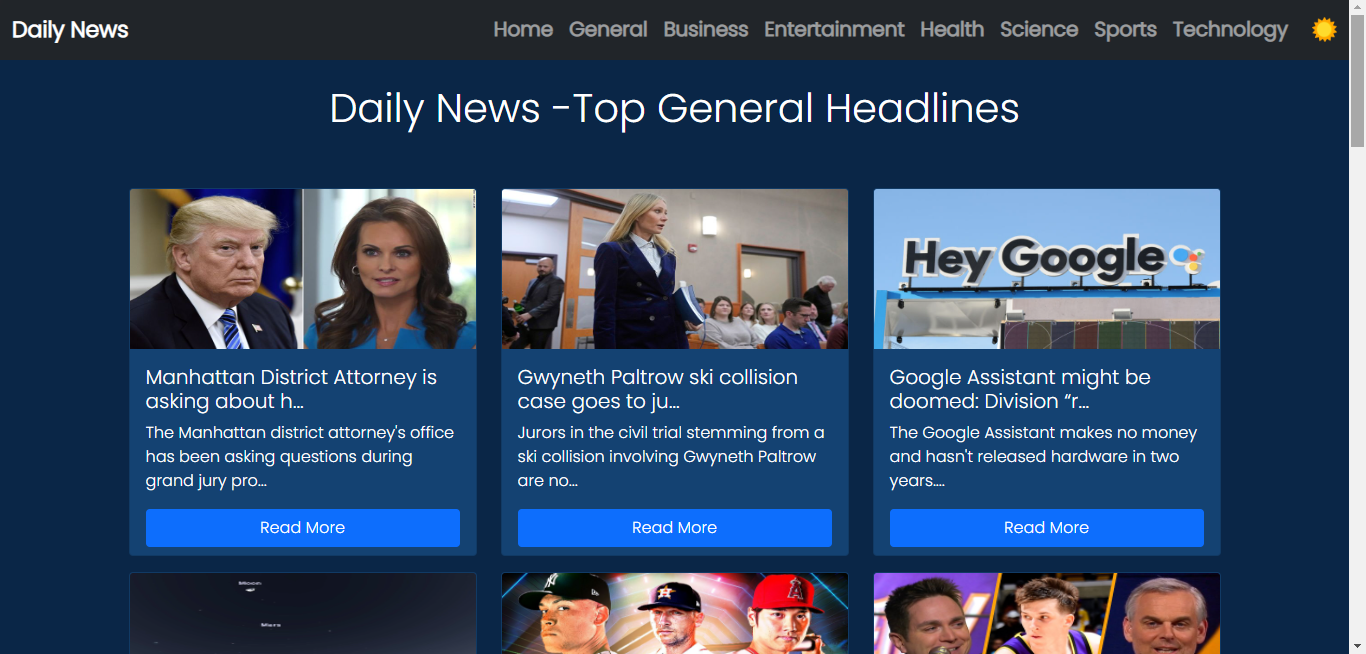 Daily News
Home General Business Entertainment Health Science Sports Technology
Daily News -Top General Headlines
Hey Google
Manhattan District Attorney is
asking about h...
The Manhattan district attorney's office
has been asking questions during
grand jury pro...
Read More
Gwyneth Paltrow ski collision
case goes to ju...
Jurors in the civil trial stemming from a
ski collision involving Gwyneth Paltrow
are no...
Read More
Google Assistant might be
doomed: Division “r...
The Google Assistant makes no money
and hasn't released hardware in two
years....
Read More
Moon
Mars